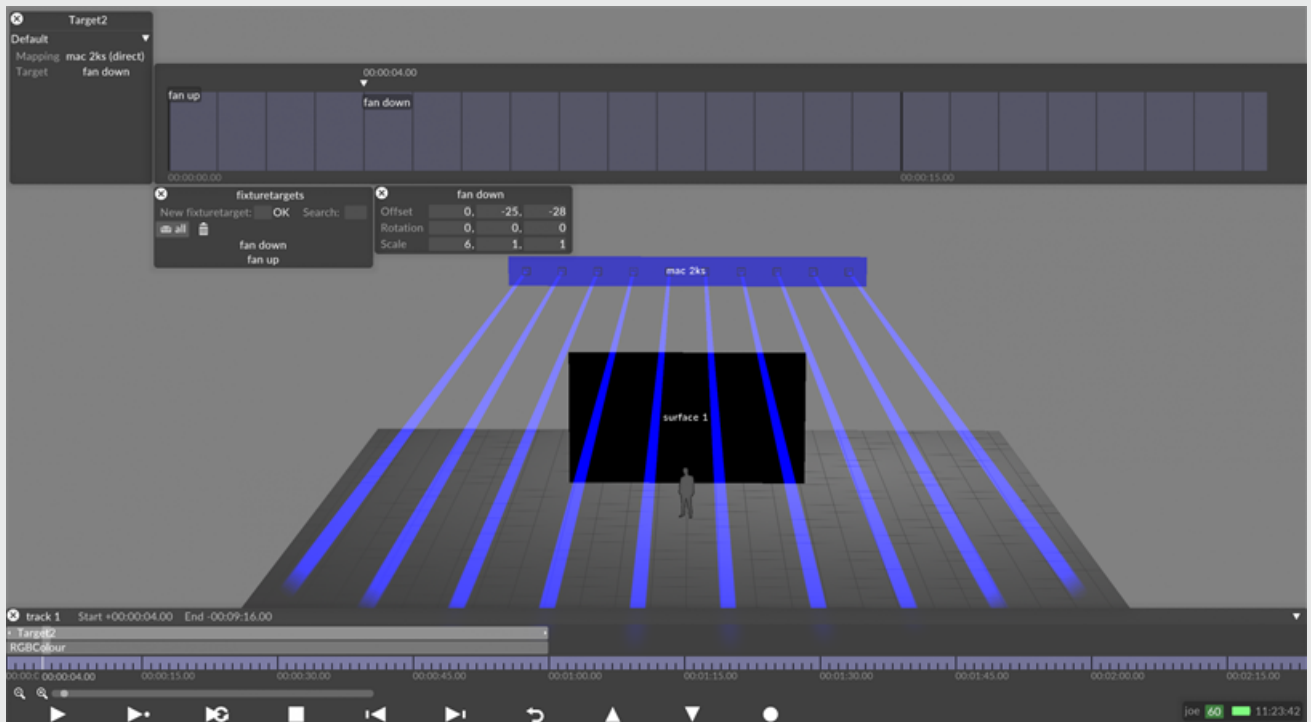 Target2
Default
Mapping mac 2ks (direct)
Target fan down
00:00:04.00
fan up
fan down
00:00:00.00 00:00:15.00
fixturetargets
New fixturetarget: OK Search:
all
fan down
fan up
fan down
Offset 0, -25, -28
Rotation 0, 0, 0
Scale 6, 1, 1
mac 2ks
surface 1
track 1 Start +00:00:04.00 End -00:09:16.00
Target2
RGBColour
00:00:0 00:00:04.00 00:00:15.00 00:00:30.00 00:00:45.00 00:01:00.00 00:01:15.00 00:01:30.00 00:01:45.00 00:02:00.00 00:02:15.00
joe 60 11:23:42